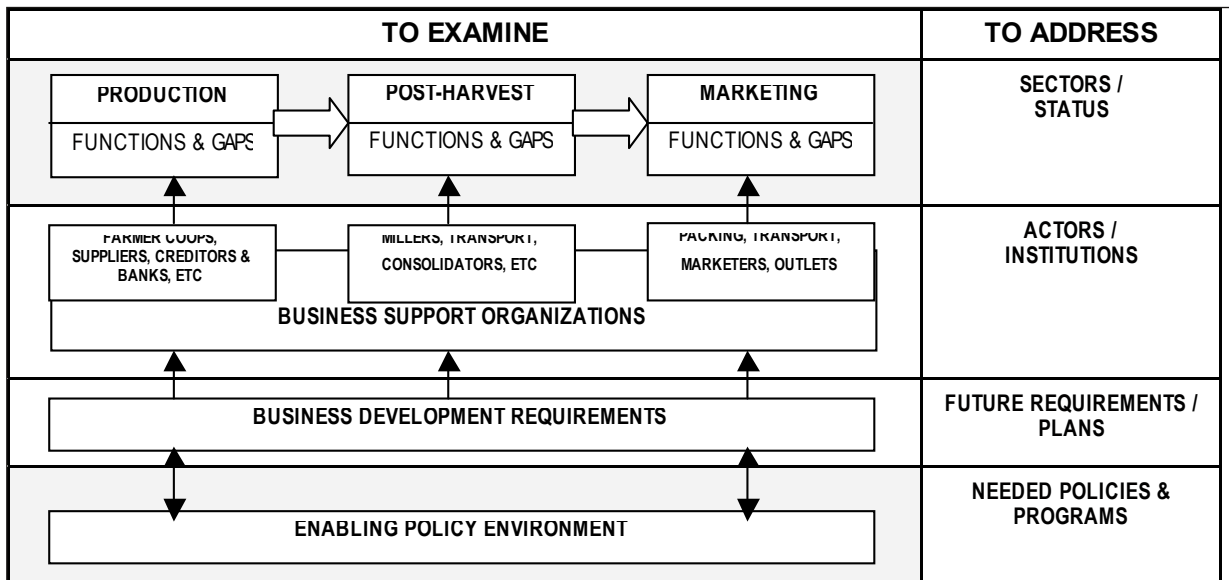 TO EXAMINE
TO ADDRESS
PRODUCTION
FUNCTIONS & GAPS
POST-HARVEST
FUNCTIONS & GAPS
MARKETING
FUNCTIONS & GAPS
SECTORS /
STATUS
FARMER COOPS,
SUPPLIERS, CREDITORS &
BANKS, ETC
MILLERS, TRANSPORT,
CONSOLIDATORS, ETC
PACKING, TRANSPORT,
MARKETERS, OUTLETS
BUSINESS SUPPORT ORGANIZATIONS
ACTORS /
INSTITUTIONS
BUSINESS DEVELOPMENT REQUIREMENTS
FUTURE REQUIREMENTS /
PLANS
ENABLING POLICY ENVIRONMENT
NEEDED POLICIES &
PROGRAMS